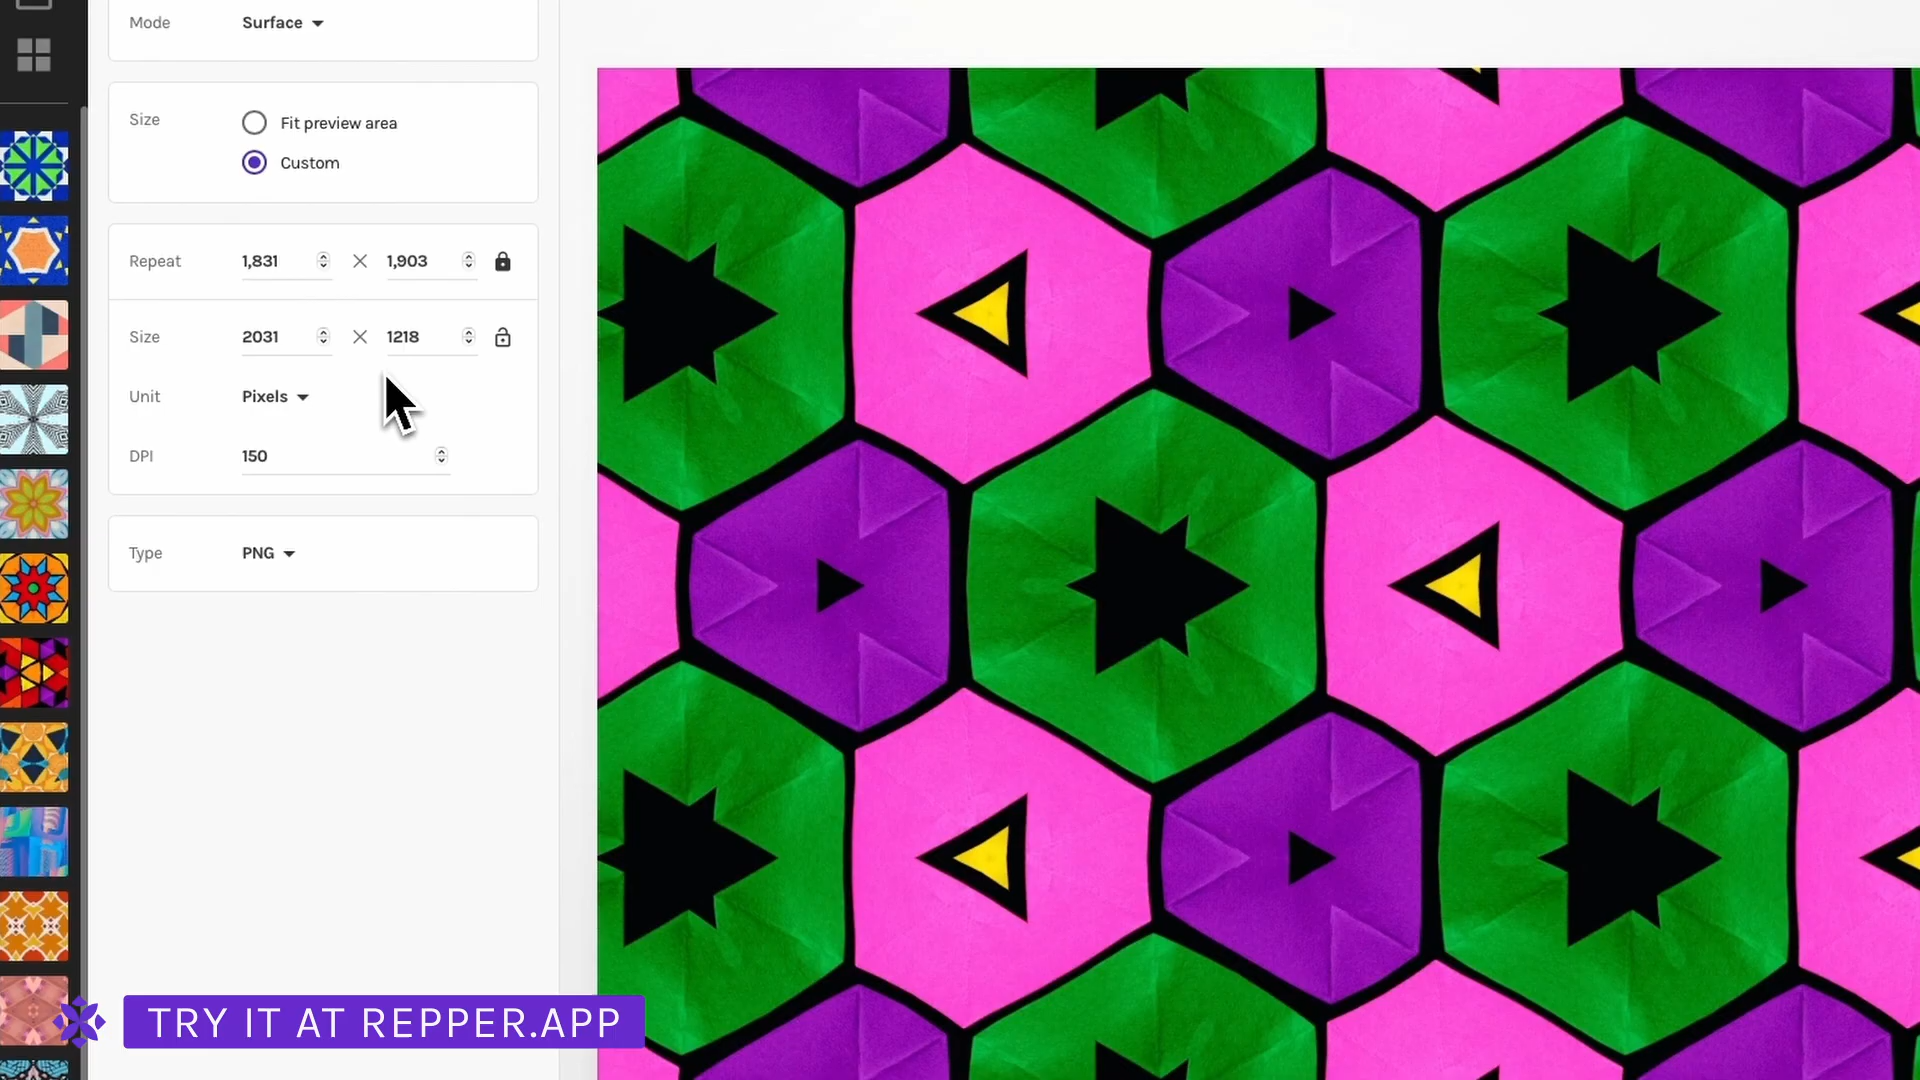 Mode Surface
Size Fit preview area
Custom
Repeat 1,831 × 1,903
Size 2031 × 1218
Unit Pixels
DPI 150
Type PNG
TRY IT AT REPPER.APP